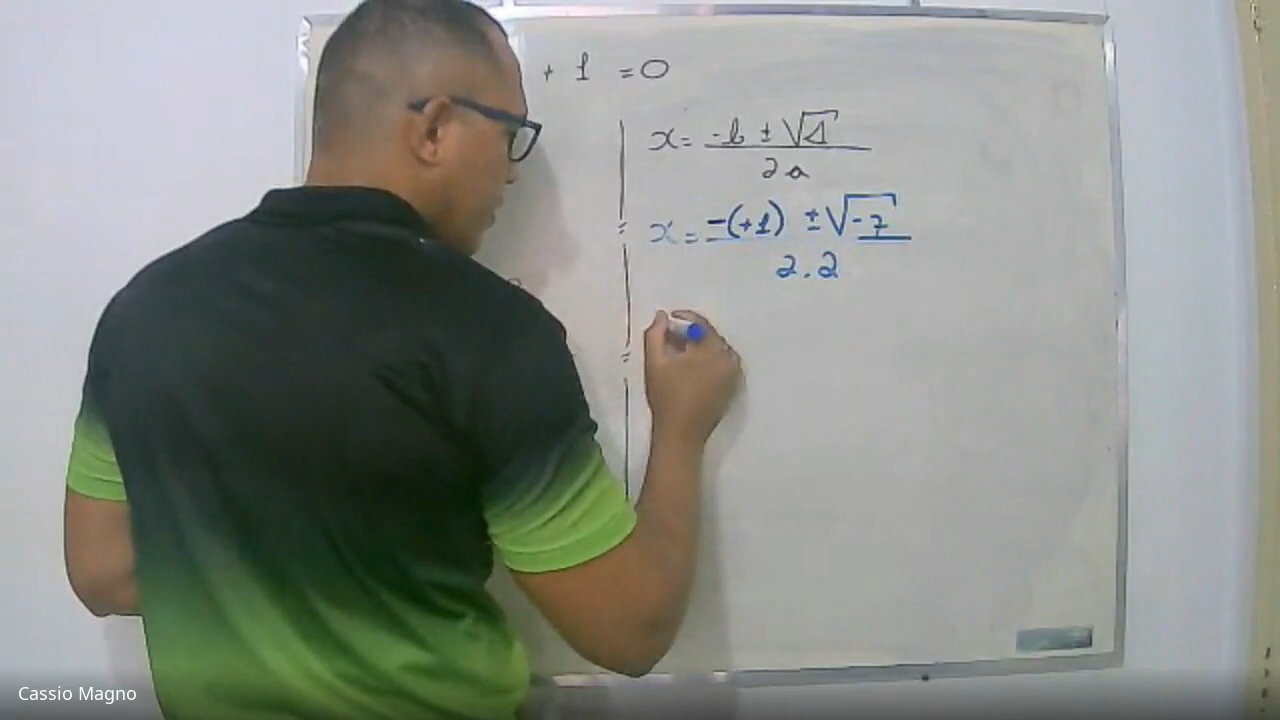 + 1 =0
x= -b ± √Δ
2a
x= -(+1) ± √-7
2.2
Cassio Magno